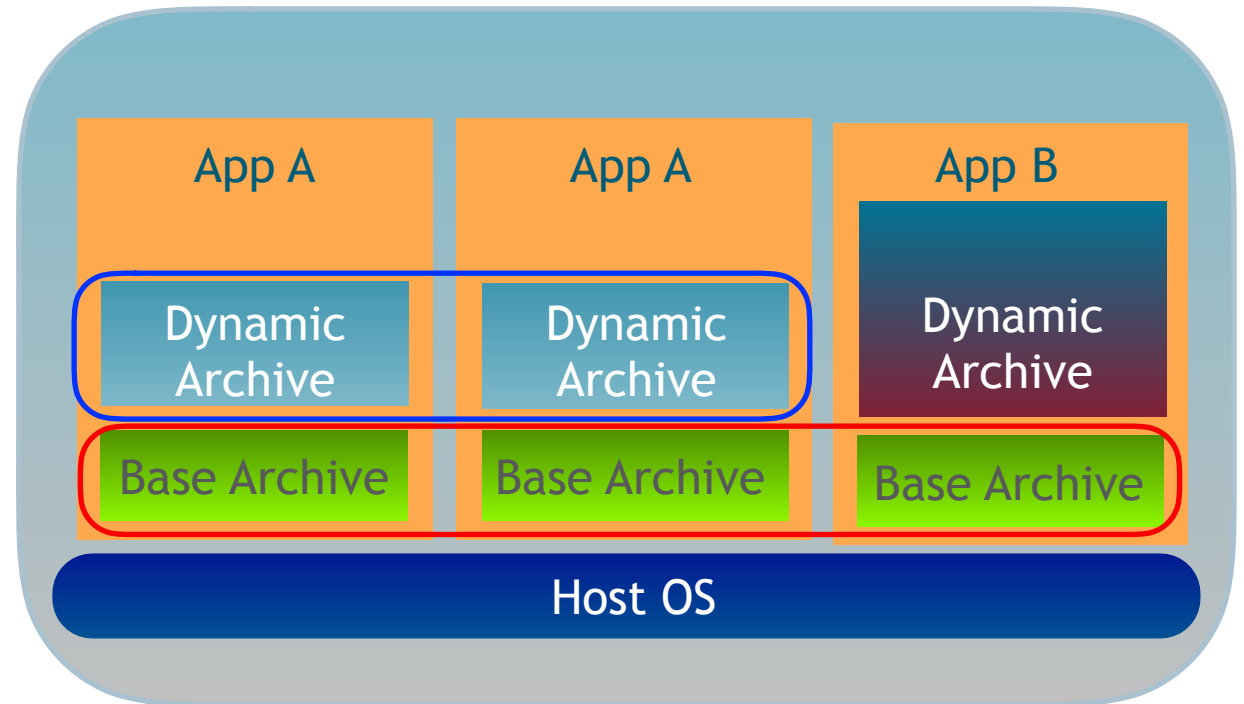 App A
App A
App B
Dynamic
Archive
Dynamic
Archive
Dynamic
Archive
Base Archive
Base Archive
Base Archive
Host OS